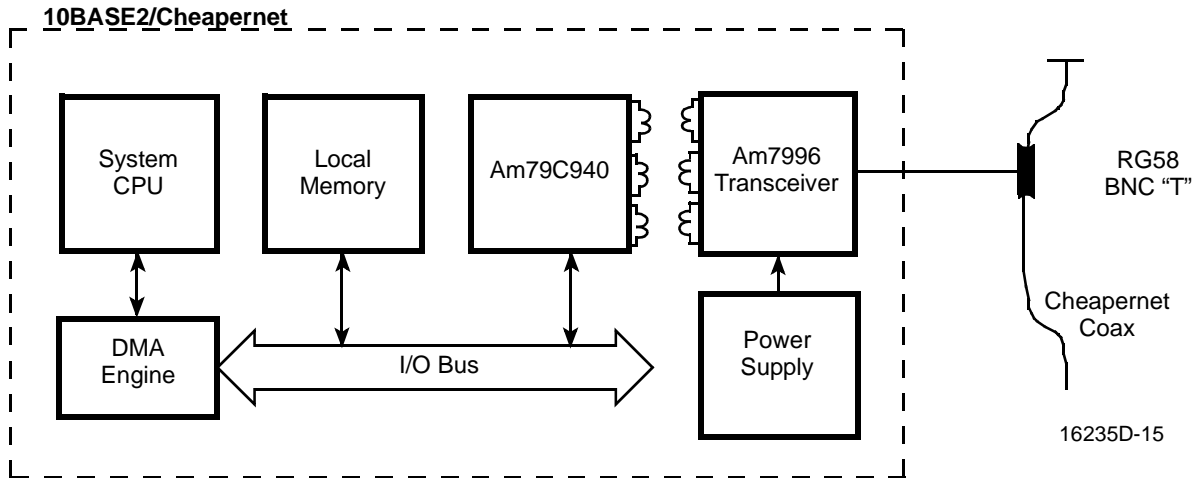 10BASE2/Cheapernet
System
CPU
Local
Memory
Am79C940
Am7996
Transceiver
RG58
BNC “T”
DMA
Engine
I/O Bus
Power
Supply
Cheapernet
Coax
16235D-15